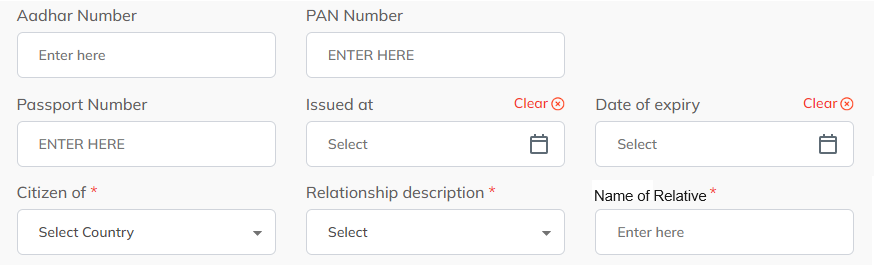 Aadhar Number PAN Number
Enter here ENTER HERE
Passport Number Issued at Clear Date of expiry Clear
ENTER HERE Select Select
Citizen of * Relationship description * Name of Relative *
Select Country Select Enter here